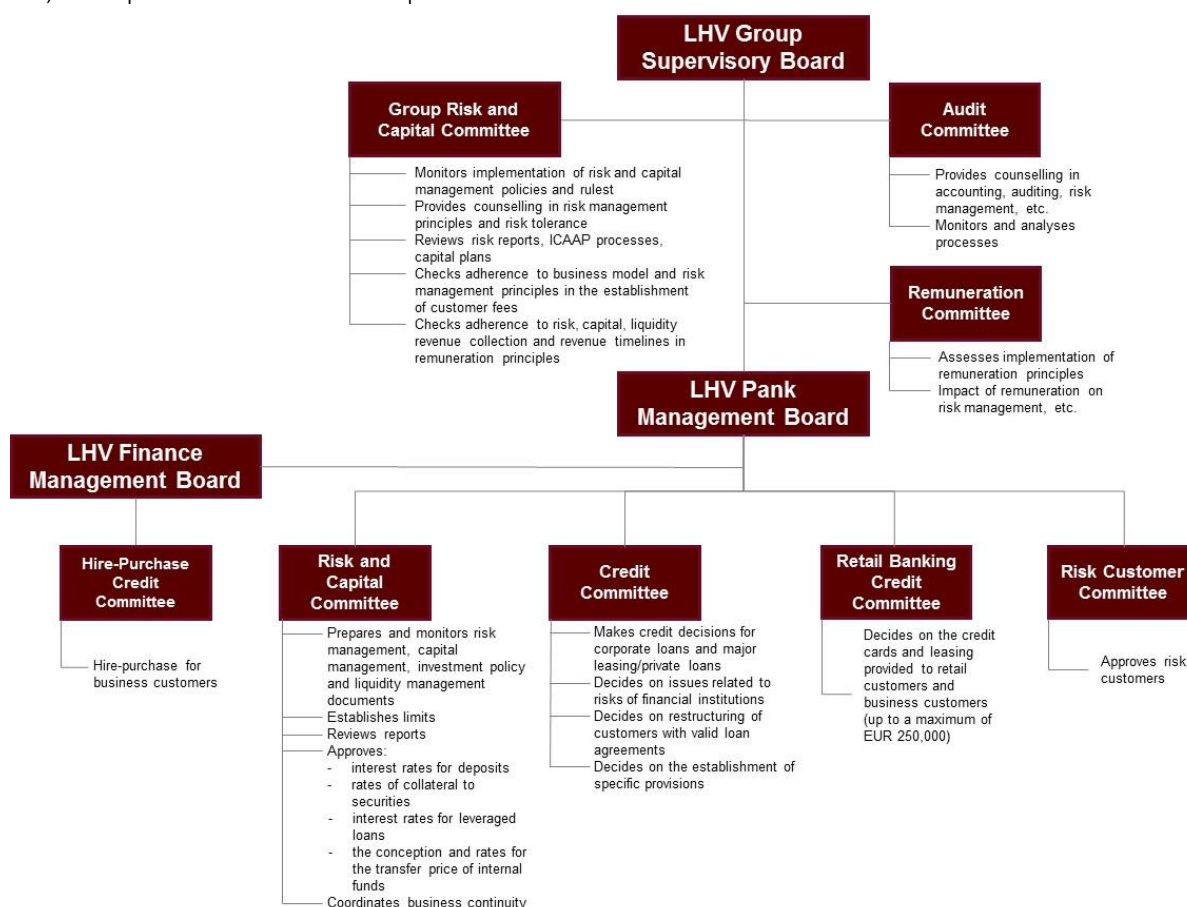 LHV Group
Supervisory Board
Group Risk and
Capital Committee
Monitors implementation of risk and capital
management policies and rulest
Provides counselling in risk management
principles and risk tolerance
Reviews risk reports, ICAAP processes,
capital plans
Checks adherence to business model and risk
management principles in the establishment
of customer fees
Checks adherence to risk, capital, liquidity
revenue collection and revenue timelines in
remuneration principles
Audit
Committee
Provides counselling in
accounting, auditing, risk
management, etc.
Monitors and analyses
processes
Remuneration
Committee
Assesses implementation of
remuneration principles
Impact of remuneration on
risk management, etc.
LHV Pank
Management Board
LHV Finance
Management Board
Hire-Purchase
Credit
Committee
Hire-purchase for
business customers
Risk and
Capital
Committee
Prepares and monitors risk
management, capital
management, investment policy
and liquidity management
documents
Establishes limits
Reviews reports
Approves:
- interest rates for deposits
- rates of collateral to
securities
- interest rates for leveraged
loans
- the conception and rates for
the transfer price of internal
funds
Coordinates business continuity
Credit
Committee
Makes credit decisions for
corporate loans and major
leasing/private loans
Decides on issues related to
risks of financial institutions
Decides on restructuring of
customers with valid loan
agreements
Decides on the establishment of
specific provisions
Retail Banking
Credit
Committee
Decides on the credit
cards and leasing
provided to retail
customers and
business customers
(up to a maximum of
EUR 250,000)
Risk Customer
Committee
Approves risk
customers